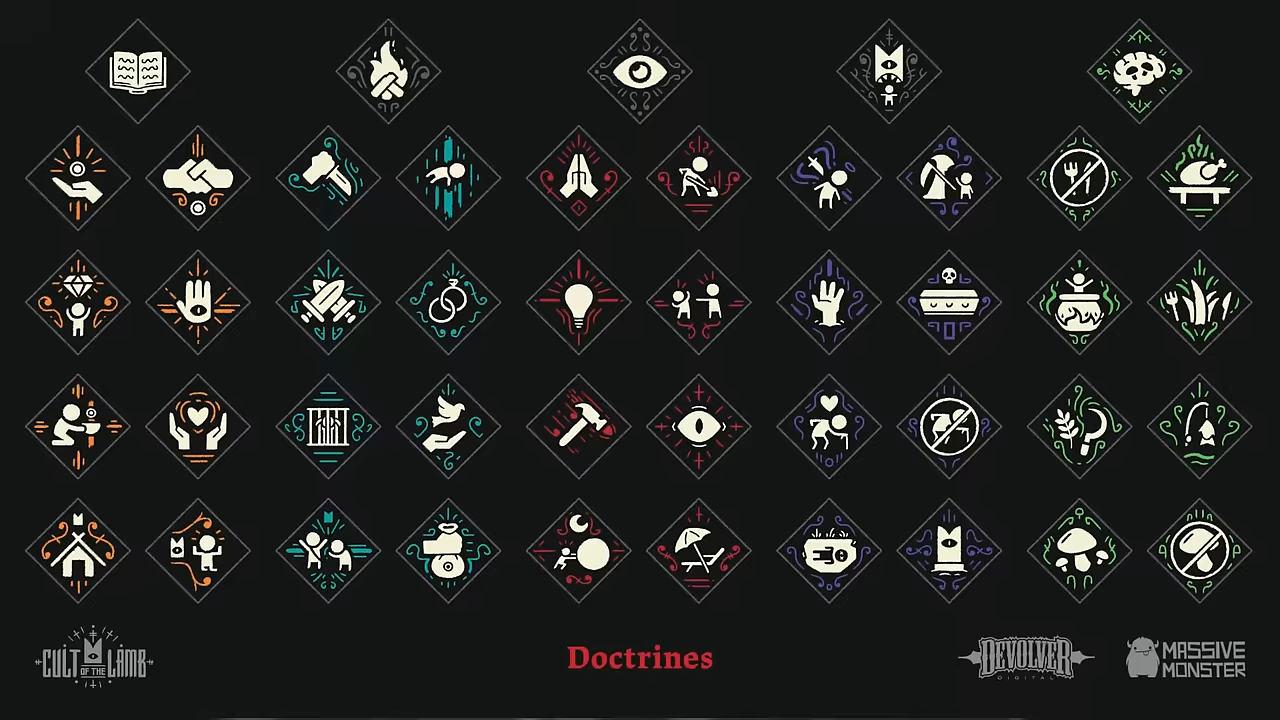 Doctrines
CULT OF THE LAMB
DEVOLVER
DIGITAL
MASSIVE
MONSTER